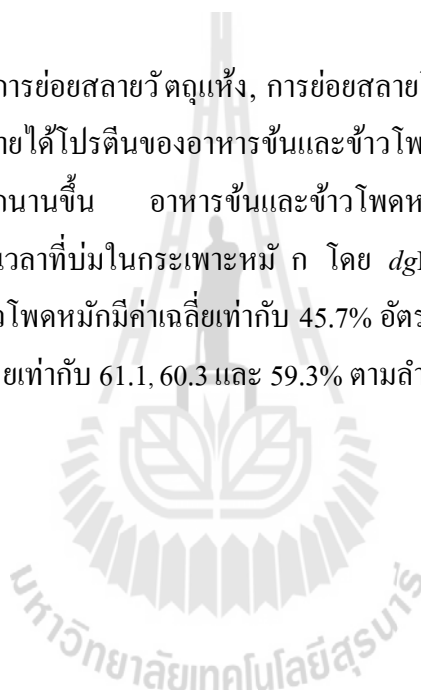 การย่อยสลายวัตถุแห้ง, การย่อยสลาย
ายได้โปรตีนของอาหารข้นและข้าวโพ
านานขึ้น อาหารข้นและข้าวโพดห
นเวลาที่บ่มในกระเพาะหมัก โดย dg
วโพดหมักมีค่าเฉลี่ยเท่ากับ 45.7% อัตร
ยเท่ากับ 61.1, 60.3 และ 59.3% ตามลำ
มหาวิทยาลัยเทคโนโลยีสุรนารี